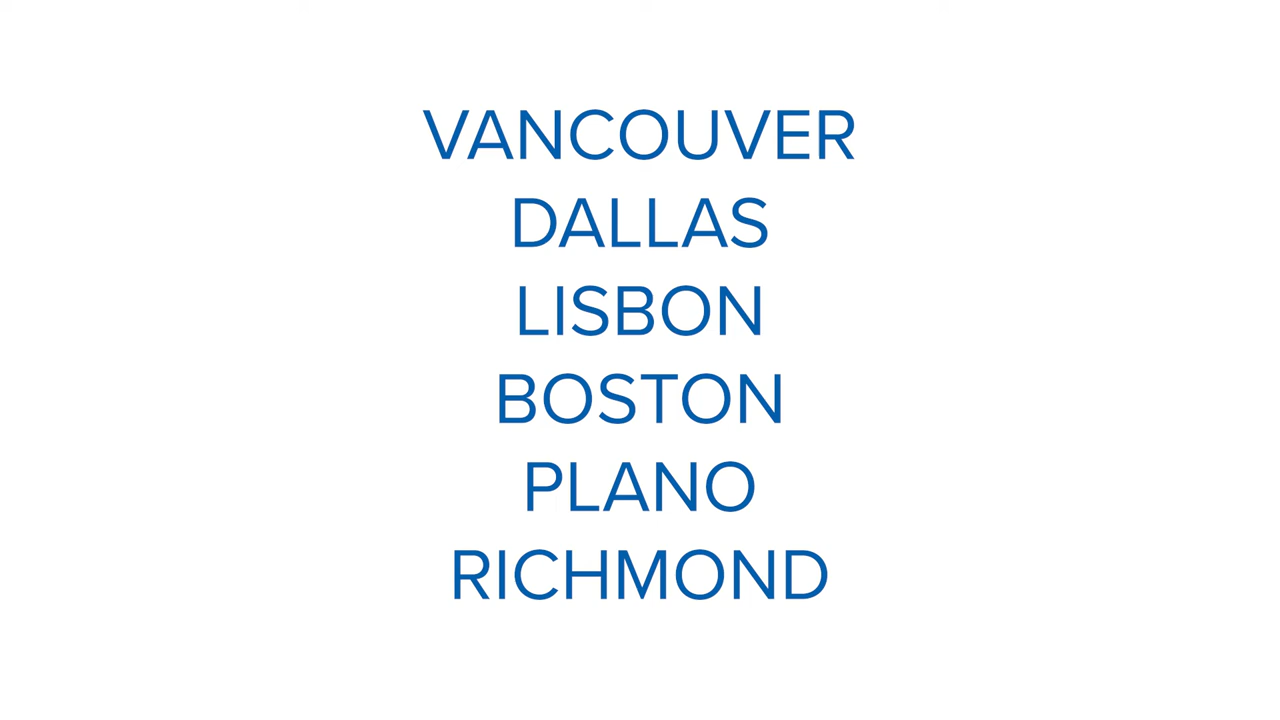 VANCOUVER
DALLAS
LISBON
BOSTON
PLANO
RICHMOND